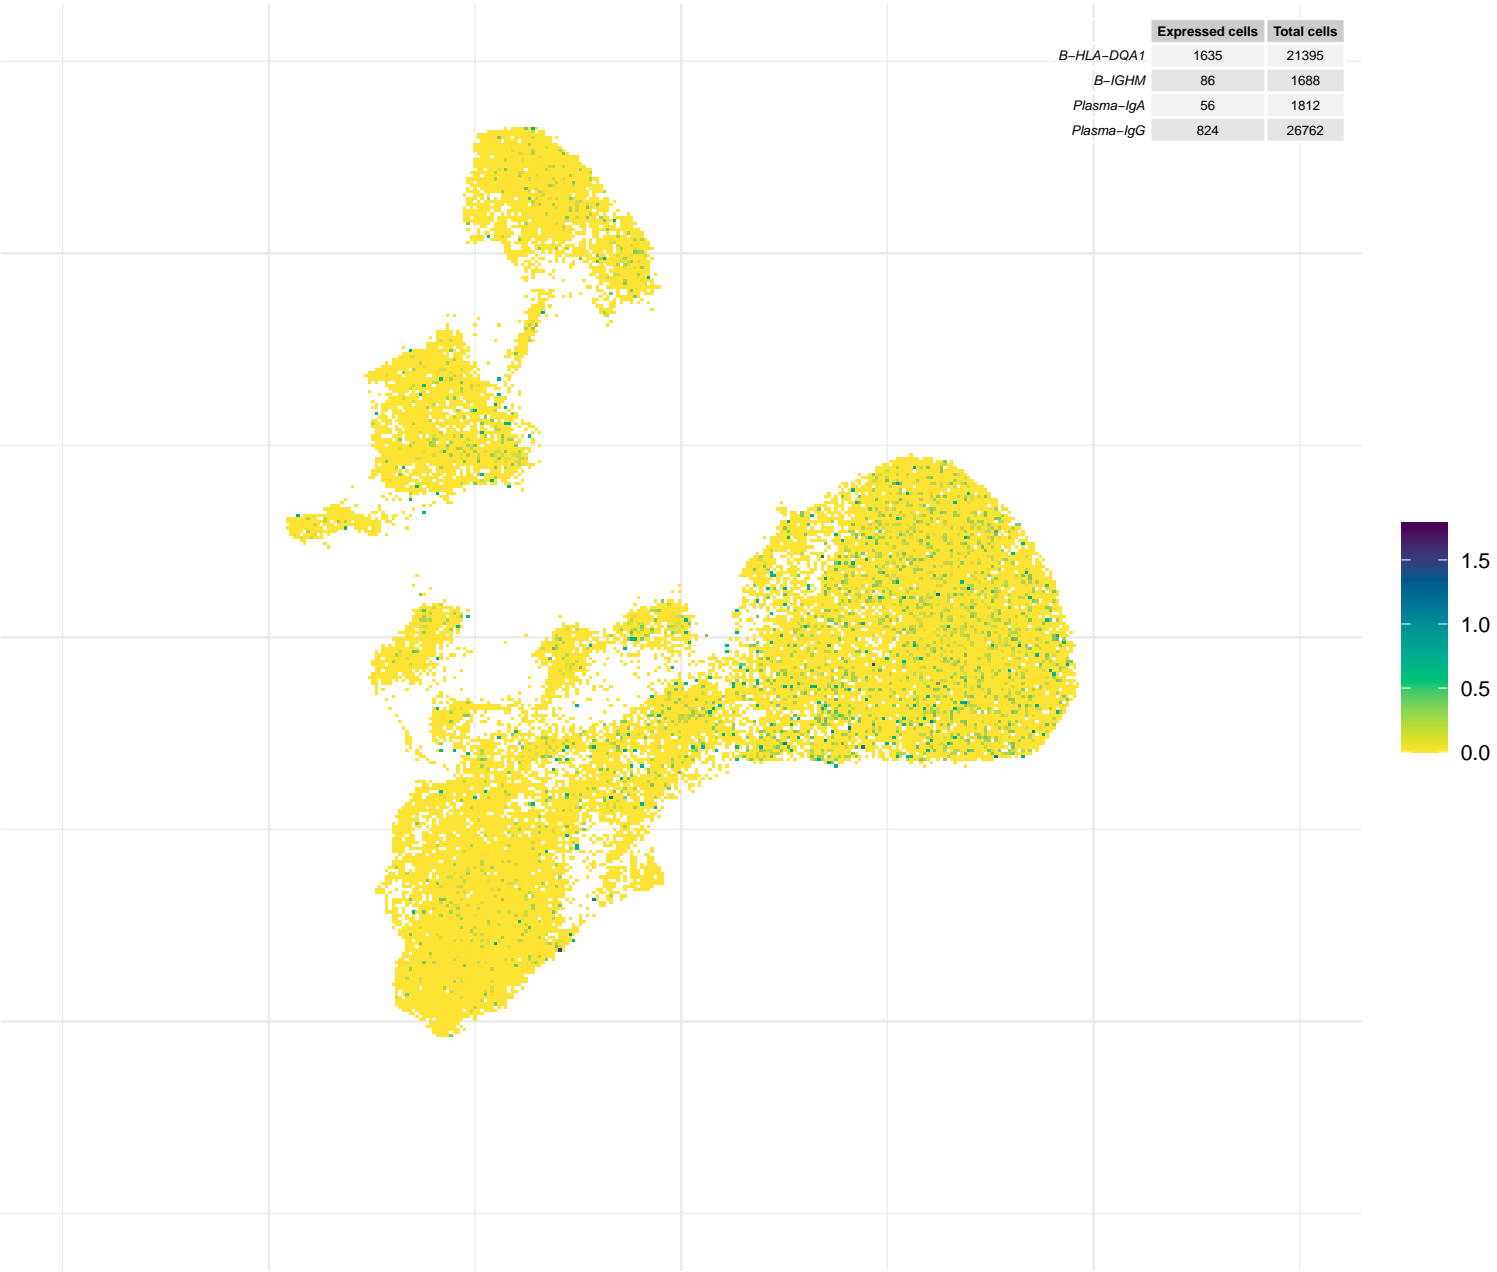 Expressed cells Total cells
B−HLA−DQA1 1635 21395
B−IGHM 86 1688
Plasma−IgA 56 1812
Plasma−IgG 824 26762
1.5
1.0
0.5
0.0